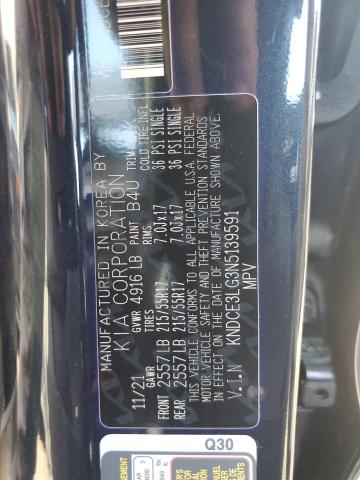 MANUFACTURED IN KOREA BY
KIA CORPORATION
11/21 GVWR 4916 LB PAINT B4U TRIM
GAWR TIRES RIMS COLD TIRE INFL
FRONT 2557 LB 215/55R17 7.0JX17 36 PSI SINGLE
REAR 2557 LB 215/55R17 7.0JX17 36 PSI SINGLE
THIS VEHICLE CONFORMS TO ALL APPLICABLE U.S.A. FEDERAL
MOTOR VEHICLE SAFETY AND THEFT PREVENTION STANDARDS
IN EFFECT ON THE DATE OF MANUFACTURE SHOWN ABOVE.
V.I.N KNDCE3LG3N5139591
MPV
Q30